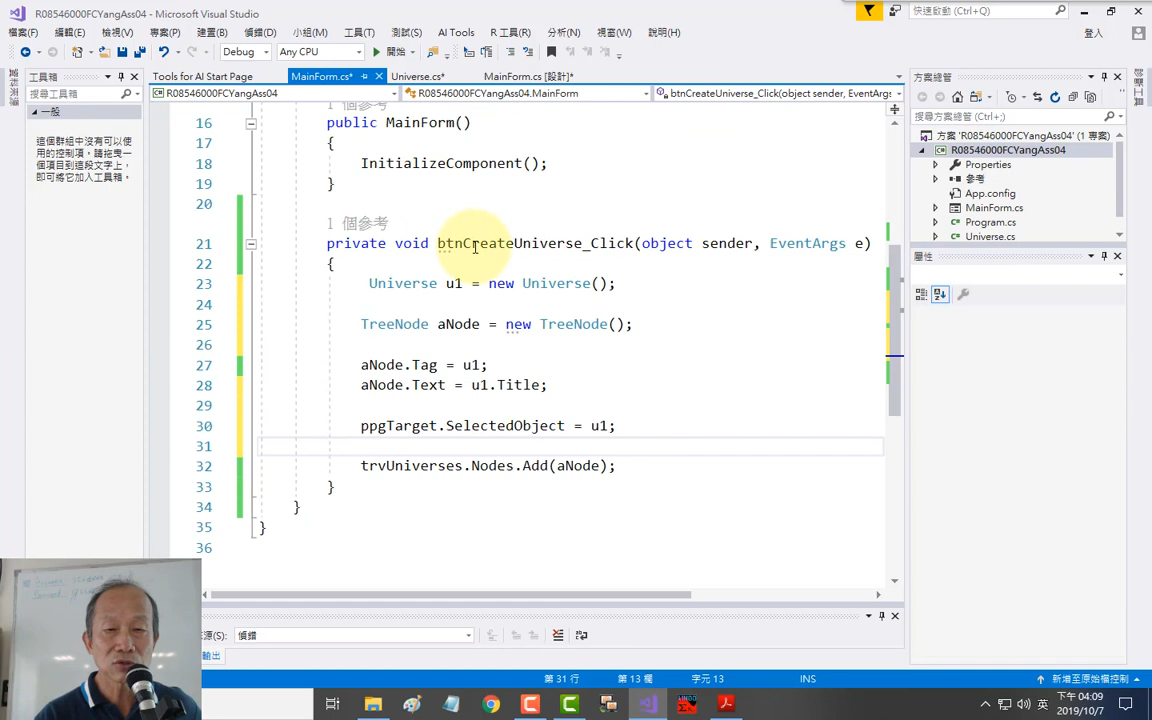 R08546000FCYangAss04 - Microsoft Visual Studio
快速啟動 (Ctrl+Q)
檔案(F) 編輯(E) 檢視(V) 專案(P) 建置(B) 偵錯(D) 小組(M) 工具(T) 測試(S) AI Tools R 工具(R) 分析(N) 視窗(W) 說明(H)
登入
Debug Any CPU 開始
工具箱
Tools for AI Start Page MainForm.cs* Universe.cs* MainForm.cs [設計]*
方案總管
R08546000FCYangAss04 R08546000FCYangAss04.MainForm btnCreateUniverse_Click(object sender, EventArgs
搜尋工具箱
一般
這個群組中沒有可以使
用的控制項。請拖曳一
個項目到這段文字上，
即可將它加入工具箱。
搜尋方案總管 (Ctrl+;)
方案 'R08546000FCYangAss04' (1 專案)
R08546000FCYangAss04
Properties
參考
App.config
MainForm.cs
Program.cs
Universe.cs
屬性
1 個參考
16 public MainForm()
17 {
18 InitializeComponent();
19 }
20
1 個參考
21 private void btnCreateUniverse_Click(object sender, EventArgs e)
22 {
23 Universe u1 = new Universe();
24
25 TreeNode aNode = new TreeNode();
26
27 aNode.Tag = u1;
28 aNode.Text = u1.Title;
29
30 ppgTarget.SelectedObject = u1;
31
32 trvUniverses.Nodes.Add(aNode);
33 }
34 }
35 }
36
源(S): 偵錯
輸出
第 31 行 第 13 欄 字元 13 INS 新增至原始檔控制
英
下午 04:09
2019/10/7